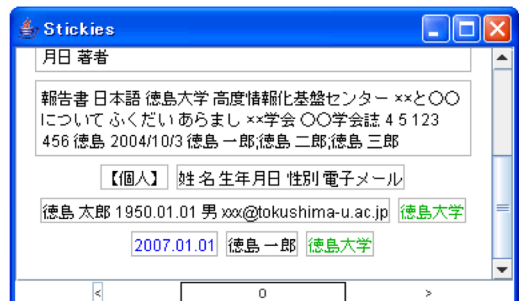 Stickies
月日 著者
報告書 日本語 徳島大学 高度情報化基盤センター ××と〇〇
について ふくだい あらまし ××学会 〇〇学会誌 4 5 123
456 徳島 2004/10/3 徳島 一郎;徳島 二郎;徳島 三郎
【個人】 姓 名 生年月日 性別 電子メール
徳島 太郎 1950.01.01 男 xxx@tokushima-u.ac.jp 徳島大学
2007.01.01 徳島 一郎 徳島大学
< 0 >